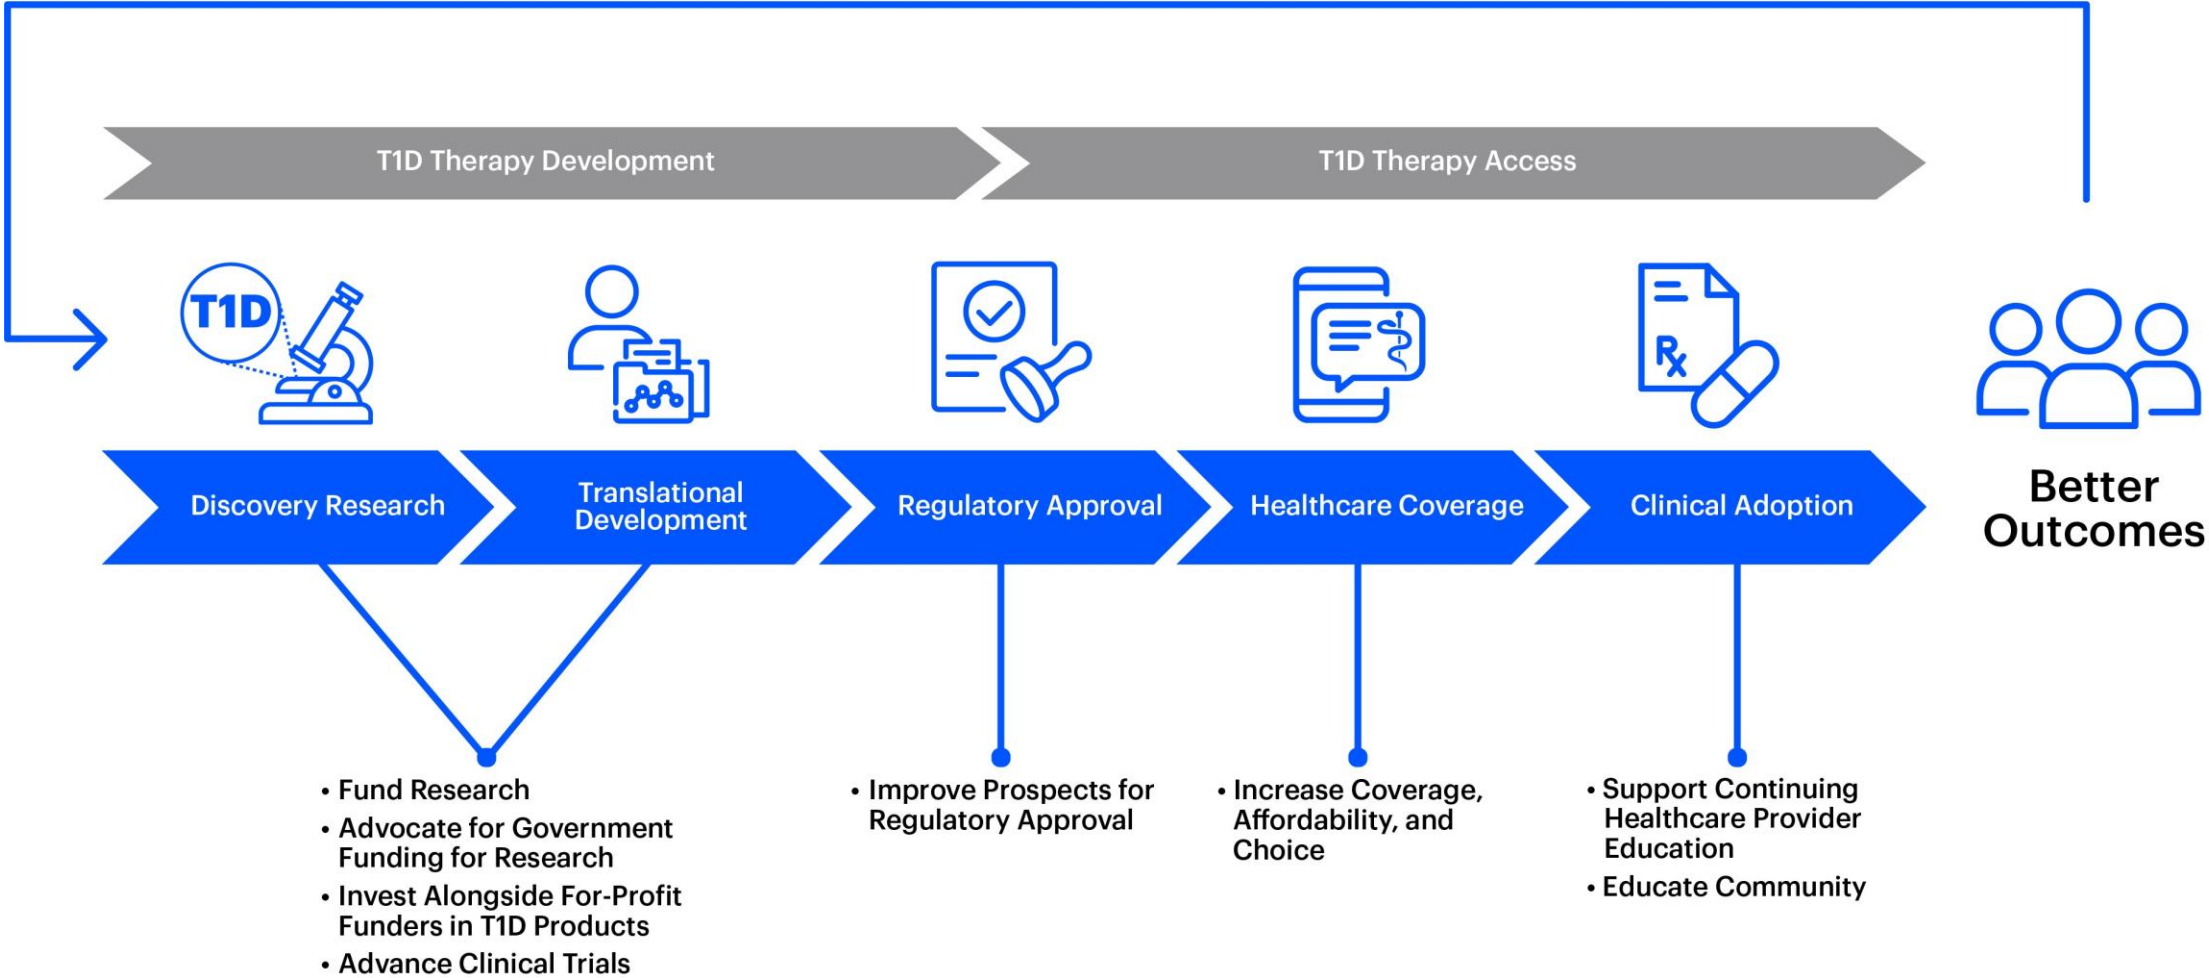 T1D Therapy Development
T1D Therapy Access
T1D
Rx
Discovery Research
Translational
Development
Regulatory Approval
Healthcare Coverage
Clinical Adoption
Better
Outcomes
• Fund Research
• Advocate for Government
Funding for Research
• Invest Alongside For-Profit
Funders in T1D Products
• Advance Clinical Trials
• Improve Prospects for
Regulatory Approval
• Increase Coverage,
Affordability, and
Choice
• Support Continuing
Healthcare Provider
Education
• Educate Community